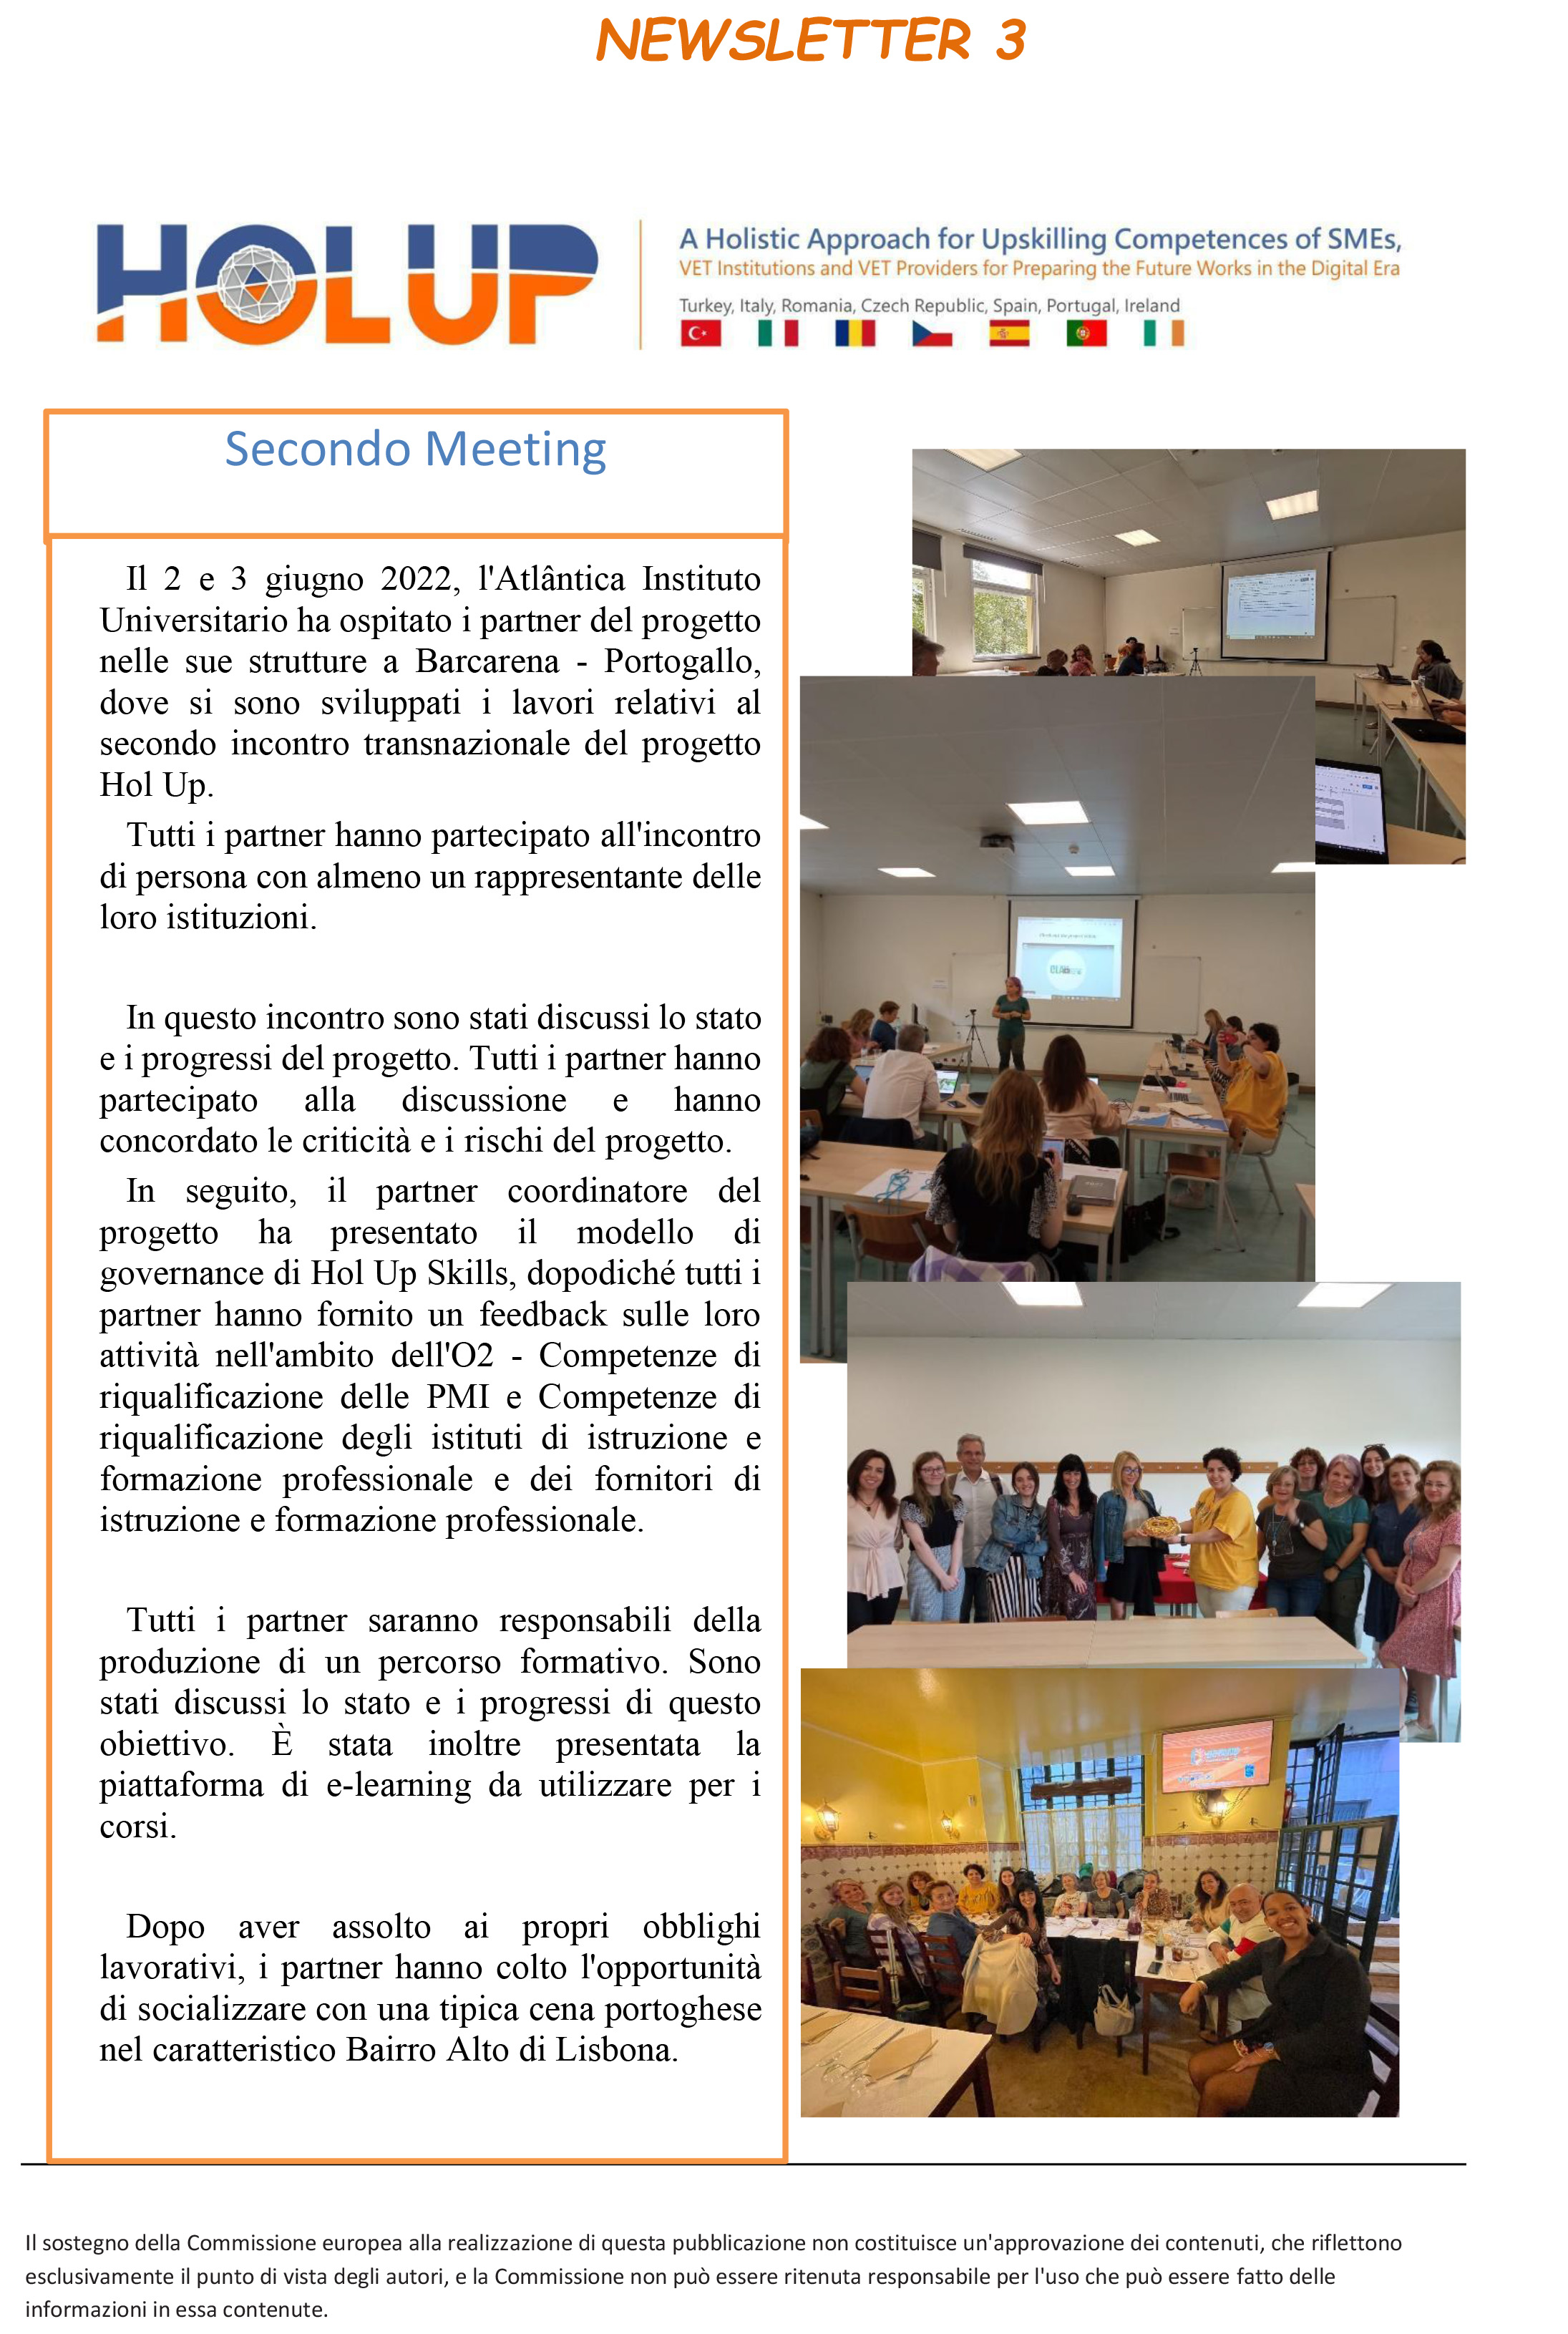 NEWSLETTER 3
HOLUP
A Holistic Approach for Upskilling Competences of SMEs,
VET Institutions and VET Providers for Preparing the Future Works in the Digital Era
Turkey, Italy, Romania, Czech Republic, Spain, Portugal, Ireland
Secondo Meeting
Il 2 e 3 giugno 2022, l'Atlântica Instituto
Universitario ha ospitato i partner del progetto
nelle sue strutture a Barcarena - Portogallo,
dove si sono sviluppati i lavori relativi al
secondo incontro transnazionale del progetto
Hol Up.
Tutti i partner hanno partecipato all'incontro
di persona con almeno un rappresentante delle
loro istituzioni.
In questo incontro sono stati discussi lo stato
e i progressi del progetto. Tutti i partner hanno
partecipato alla discussione e hanno
concordato le criticità e i rischi del progetto.
In seguito, il partner coordinatore del
progetto ha presentato il modello di
governance di Hol Up Skills, dopodiché tutti i
partner hanno fornito un feedback sulle loro
attività nell'ambito dell'O2 - Competenze di
riqualificazione delle PMI e Competenze di
riqualificazione degli istituti di istruzione e
formazione professionale e dei fornitori di
istruzione e formazione professionale.
Tutti i partner saranno responsabili della
produzione di un percorso formativo. Sono
stati discussi lo stato e i progressi di questo
obiettivo. È stata inoltre presentata la
piattaforma di e-learning da utilizzare per i
corsi.
Dopo aver assolto ai propri obblighi
lavorativi, i partner hanno colto l'opportunità
di socializzare con una tipica cena portoghese
nel caratteristico Bairro Alto di Lisbona.
Il sostegno della Commissione europea alla realizzazione di questa pubblicazione non costituisce un'approvazione dei contenuti, che riflettono
esclusivamente il punto di vista degli autori, e la Commissione non può essere ritenuta responsabile per l'uso che può essere fatto delle
informazioni in essa contenute.